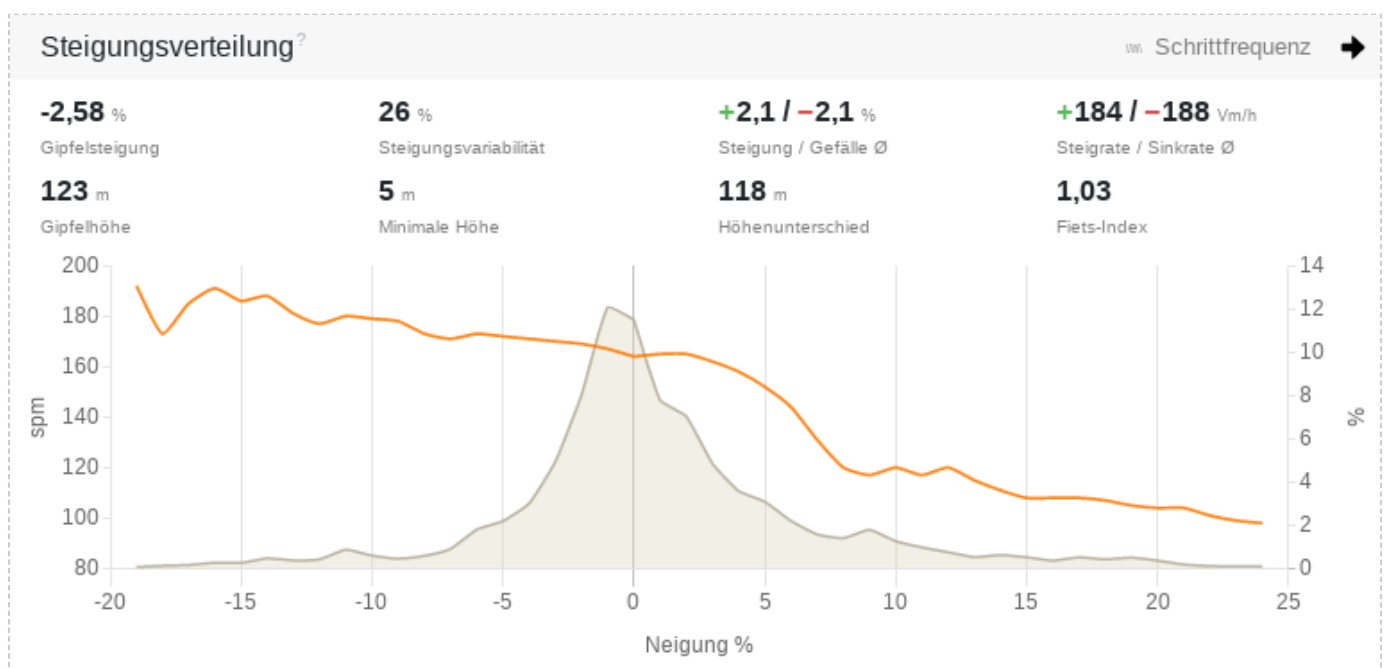 Steigungsverteilung?
Schrittfrequenz
-2,58 % 26 % +2,1 / −2,1 % +184 / −188 Vm/h
Gipfelsteigung Steigungsvariabilität Steigung / Gefälle Ø Steigrate / Sinkrate Ø
123 m 5 m 118 m 1,03
Gipfelhöhe Minimale Höhe Höhenunterschied Fiets-Index
200 14
180 12
160 10
140 8
120 6
100 4
80 2
0
spm
%
-20 -15 -10 -5 0 5 10 15 20 25
Neigung %